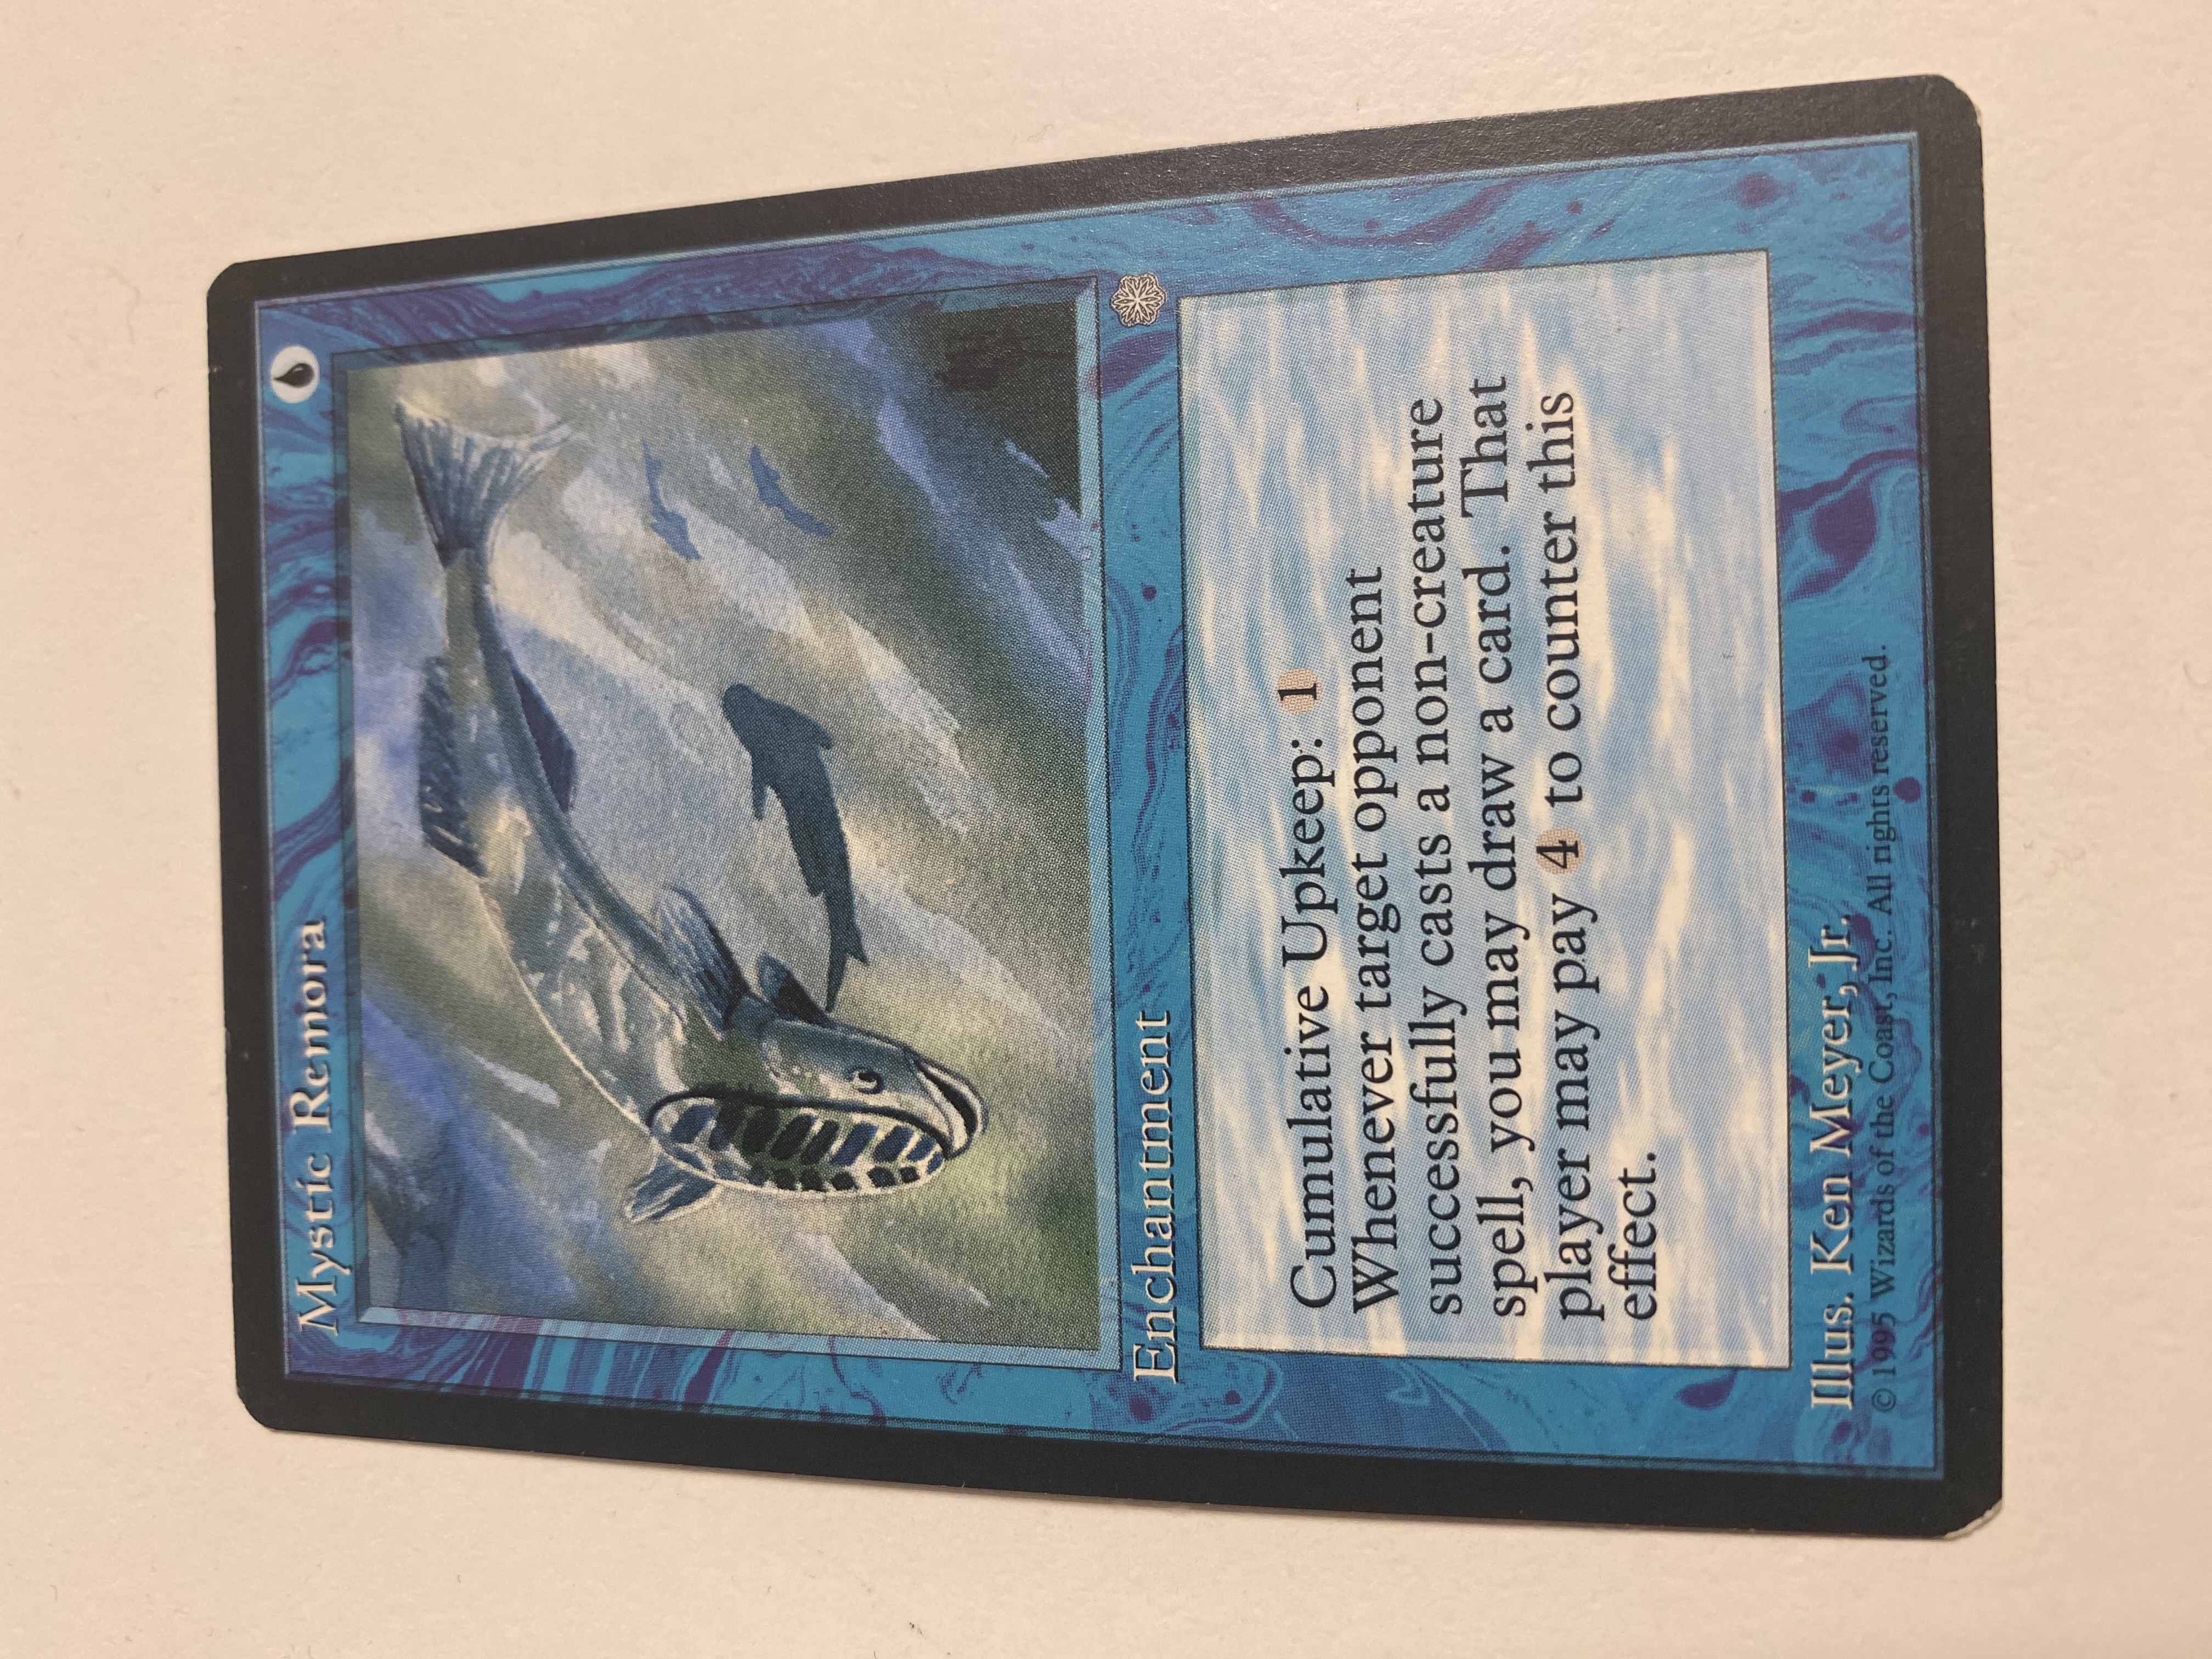 Mystic Remora
Enchantment
Cumulative Upkeep: 1
Whenever target opponent
successfully casts a non-creature
spell, you may draw a card. That
player may pay 4 to counter this
effect.
Illus. Ken Meyer, Jr.
© 1995 Wizards of the Coast, Inc. All rights reserved.